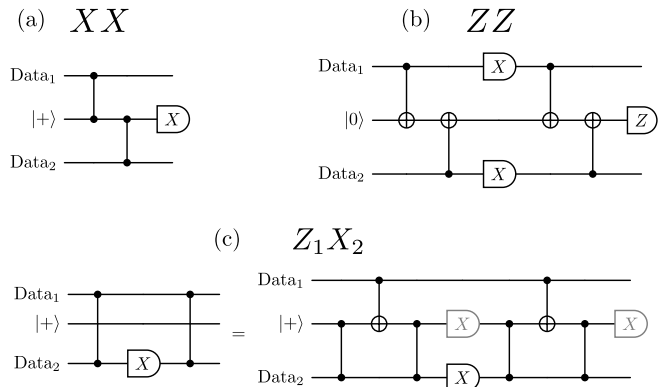 (a) XX
Data₁
|+⟩ X
Data₂
(b) ZZ
Data₁ X
|0⟩ Z
Data₂ X
(c) Z₁X₂
Data₁
|+⟩
Data₂ X
=
Data₁
|+⟩ X X
Data₂ X